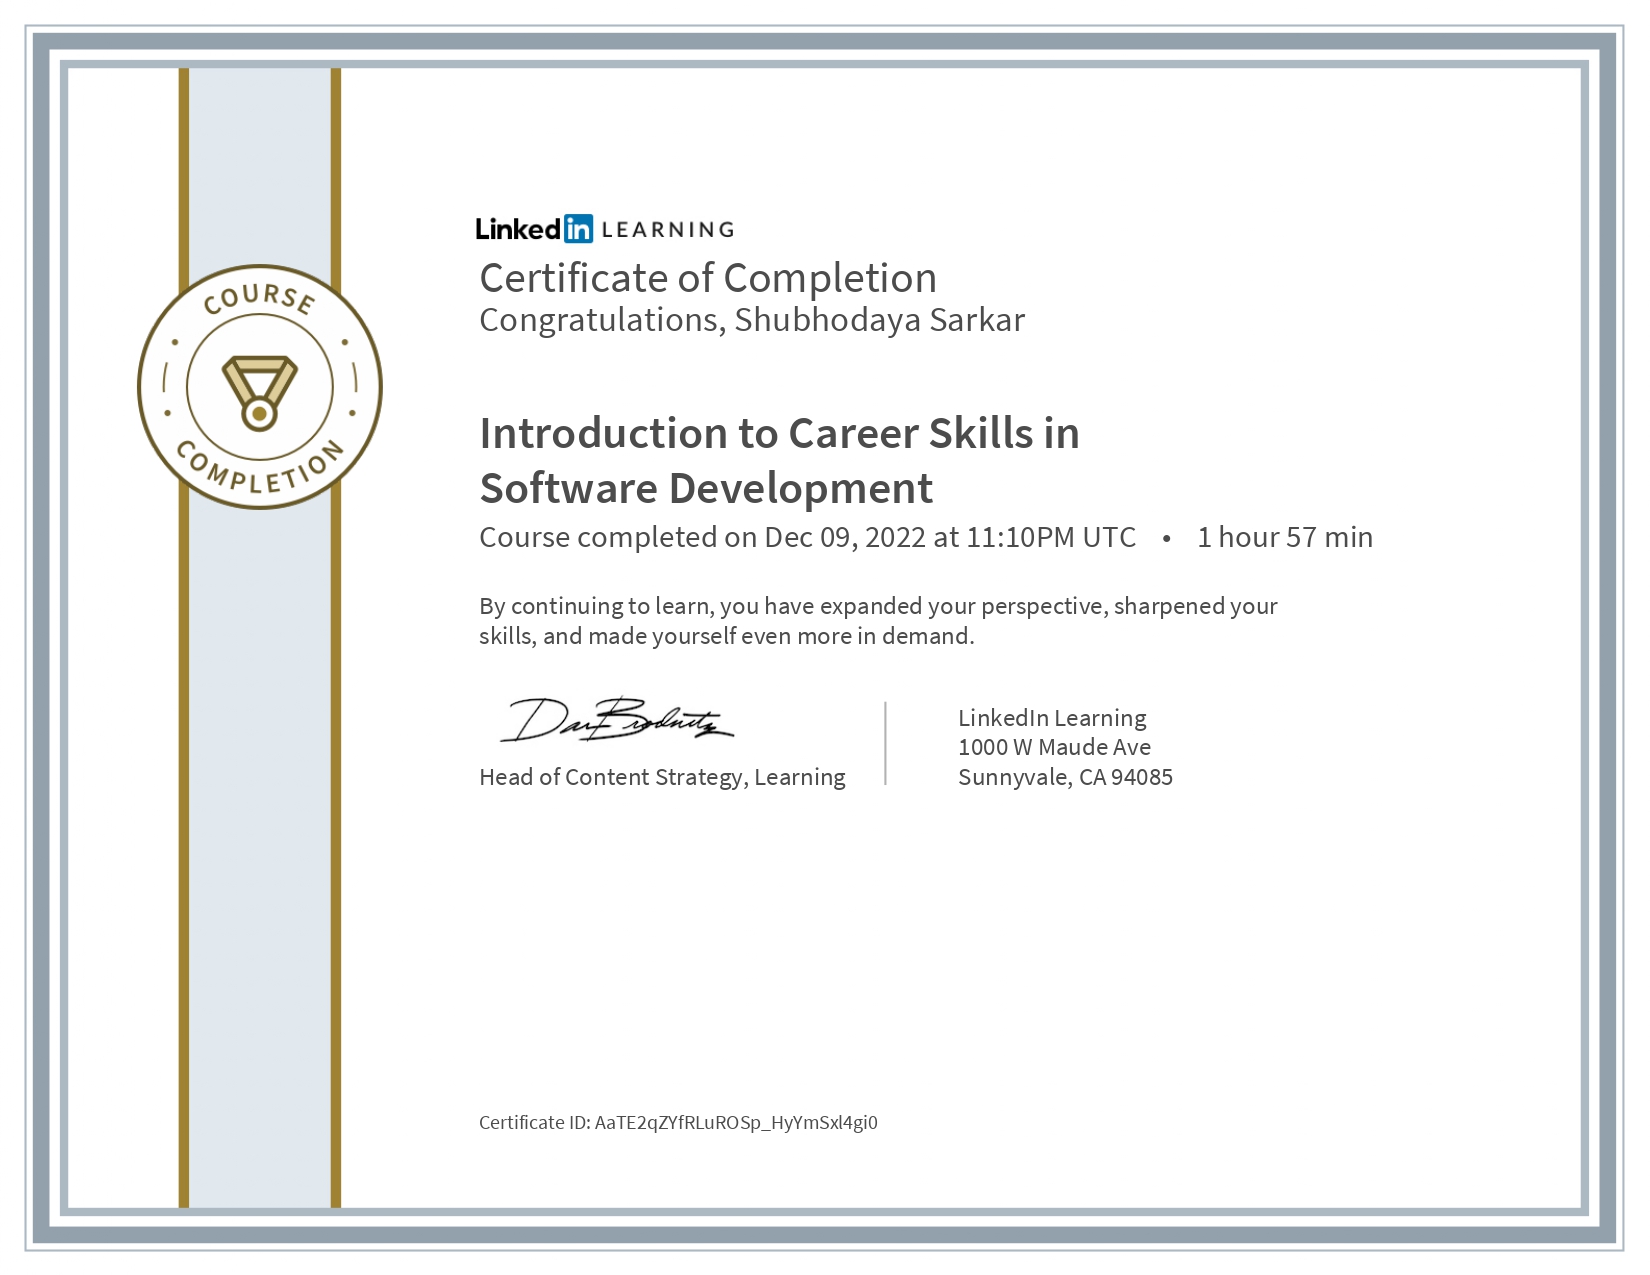 LinkedIn LEARNING
Certificate of Completion
Congratulations, Shubhodaya Sarkar
COURSE
COMPLETION
Introduction to Career Skills in
Software Development
Course completed on Dec 09, 2022 at 11:10PM UTC • 1 hour 57 min
By continuing to learn, you have expanded your perspective, sharpened your
skills, and made yourself even more in demand.
Dan Brodnitz
Head of Content Strategy, Learning
LinkedIn Learning
1000 W Maude Ave
Sunnyvale, CA 94085
Certificate ID: AaTE2qZYfRLuROSp_HyYmSxl4gi0